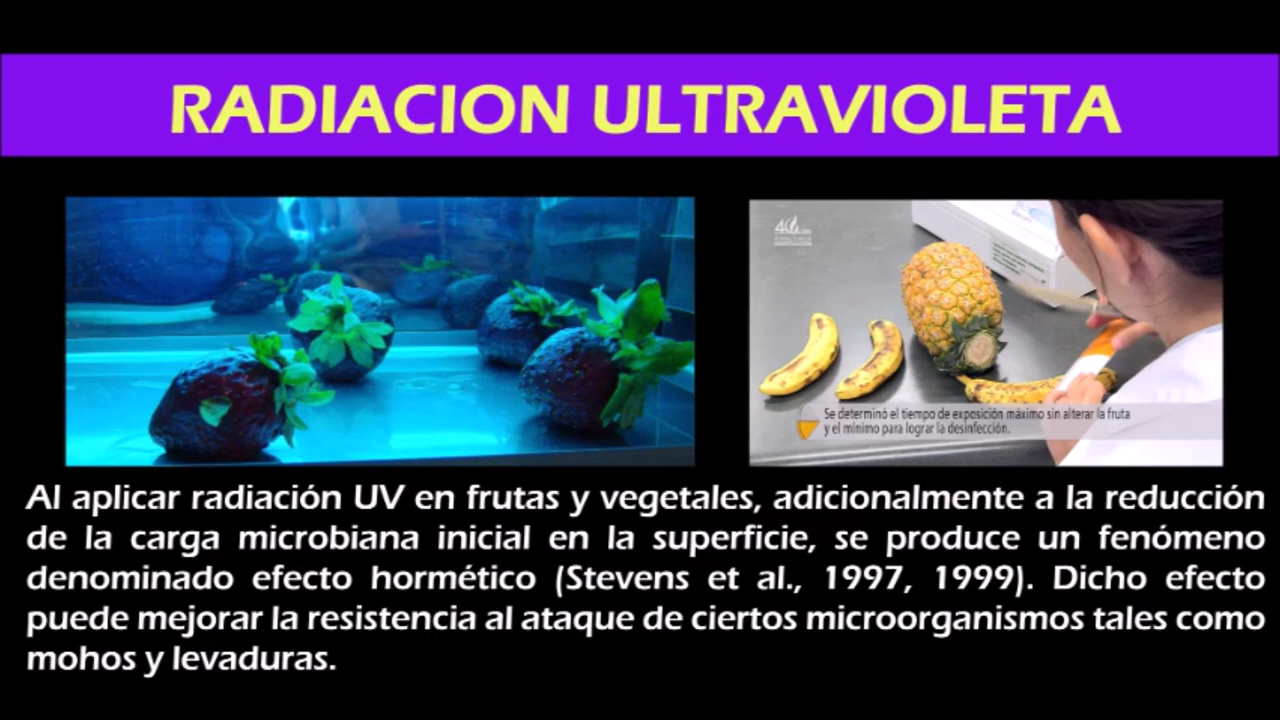 RADIACION ULTRAVIOLETA
Se determinó el tiempo de exposición máximo sin alterar la fruta
y el mínimo para lograr la desinfección.
Al aplicar radiación UV en frutas y vegetales, adicionalmente a la reducción
de la carga microbiana inicial en la superficie, se produce un fenómeno
denominado efecto hormético (Stevens et al., 1997, 1999). Dicho efecto
puede mejorar la resistencia al ataque de ciertos microorganismos tales como
mohos y levaduras.